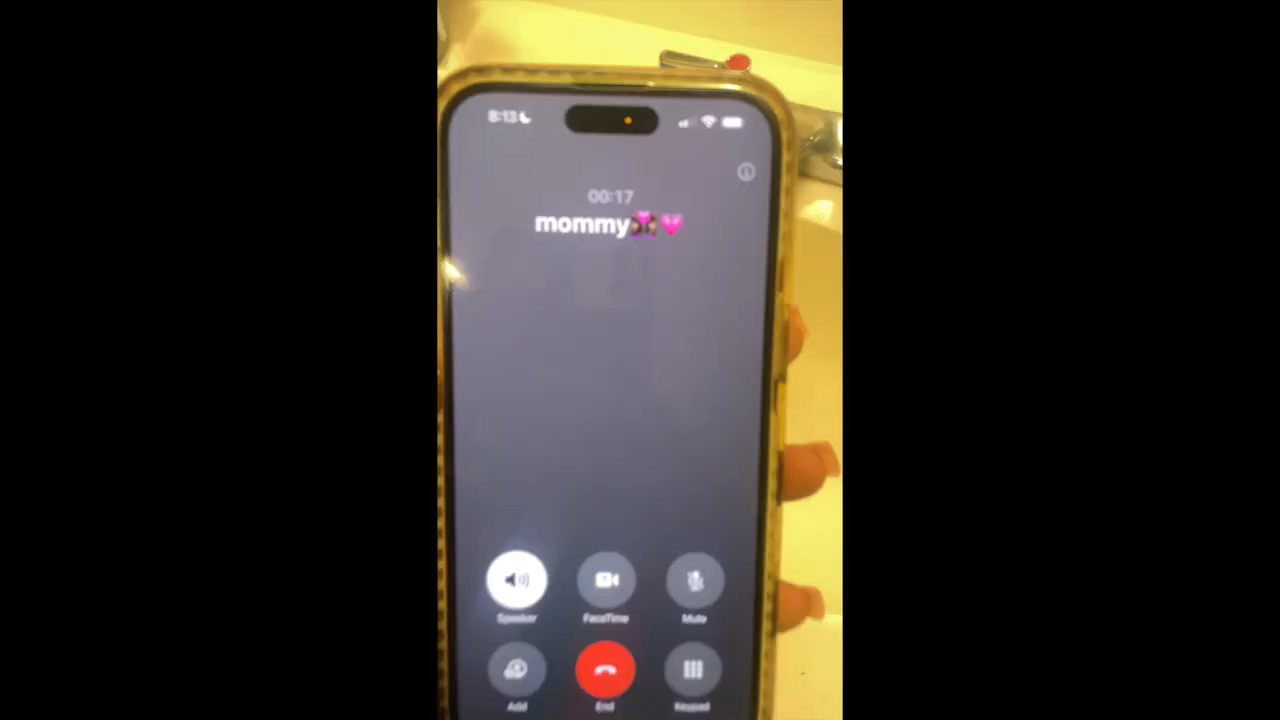 8:13
00:17
mommy👩‍❤️‍👩💗
Speaker
FaceTime
Mute
Add
End
Keypad